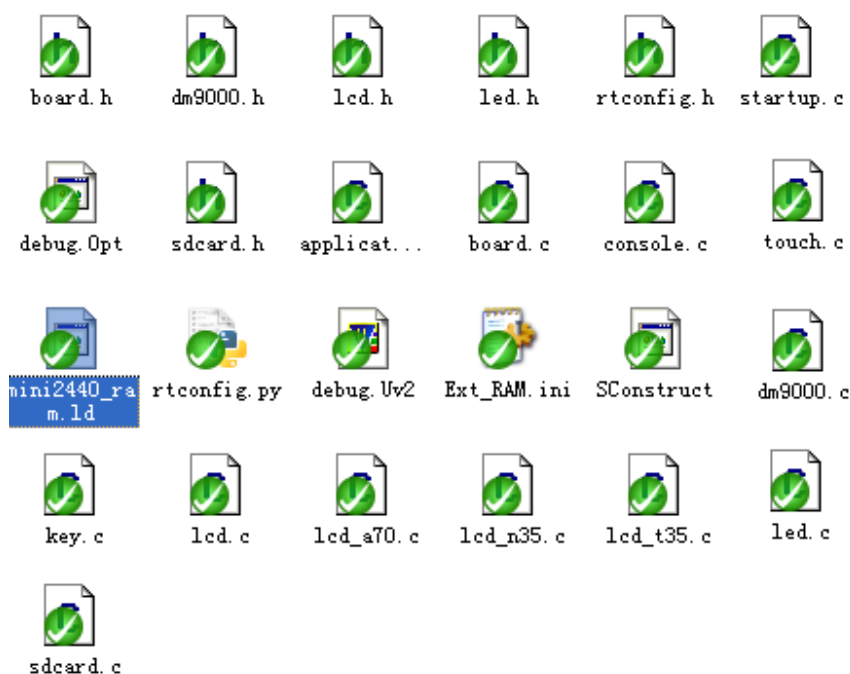 board.h dm9000.h lcd.h led.h rtconfig.h startup.c
debug.Opt sdcard.h applicat... board.c console.c touch.c
mini2440_ra rtconfig.py debug.Uv2 Ext_RAM.ini SConstruct dm9000.c
m.ld
key.c lcd.c lcd_a70.c lcd_n35.c lcd_t35.c led.c
sdcard.c